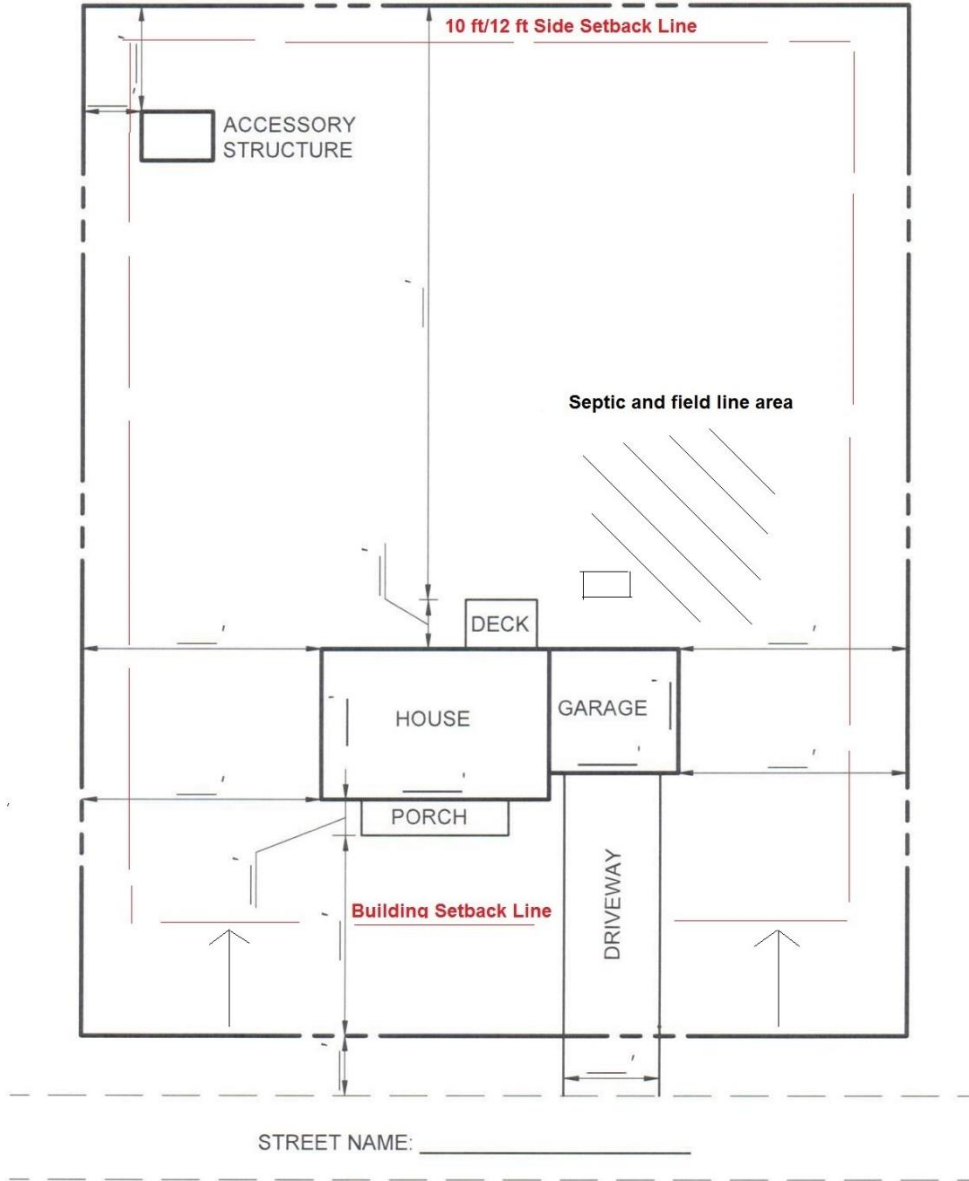 10 ft/12 ft Side Setback Line
ACCESSORY
STRUCTURE
Septic and field line area
DECK
HOUSE
GARAGE
PORCH
DRIVEWAY
Building Setback Line
STREET NAME: